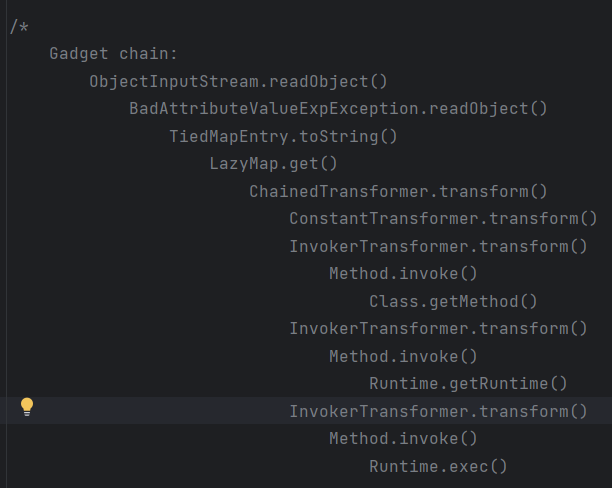 /*
Gadget chain:
ObjectInputStream.readObject()
BadAttributeValueExpException.readObject()
TiedMapEntry.toString()
LazyMap.get()
ChainedTransformer.transform()
ConstantTransformer.transform()
InvokerTransformer.transform()
Method.invoke()
Class.getMethod()
InvokerTransformer.transform()
Method.invoke()
Runtime.getRuntime()
InvokerTransformer.transform()
Method.invoke()
Runtime.exec()